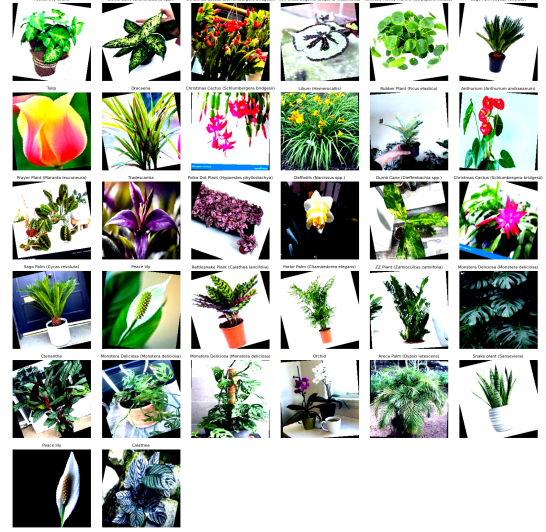 Tulip
Dracaena
Christmas Cactus (Schlumbergera bridgesii)
Lilium (Hemerocallis)
Rubber Plant (Ficus elastica)
Anthurium (Anthurium andraeanum)
Prayer Plant (Maranta leuconeura)
Tradescantia
Polka Dot Plant (Hypoestes phyllostachya)
Daffodils (Narcissus spp.)
Dumb Cane (Dieffenbachia spp.)
Christmas Cactus (Schlumbergera bridgesii)
Sago Palm (Cycas revoluta)
Peace lily
Rattlesnake Plant (Calathea lancifolia)
Parlor Palm (Chamaedorea elegans)
ZZ Plant (Zamioculcas zamiifolia)
Monstera Deliciosa (Monstera deliciosa)
Ctenanthe
Monstera Deliciosa (Monstera deliciosa)
Monstera Deliciosa (Monstera deliciosa)
Orchid
Areca Palm (Dypsis lutescens)
Snake plant (Sanseviera)
Peace lily
Calathea